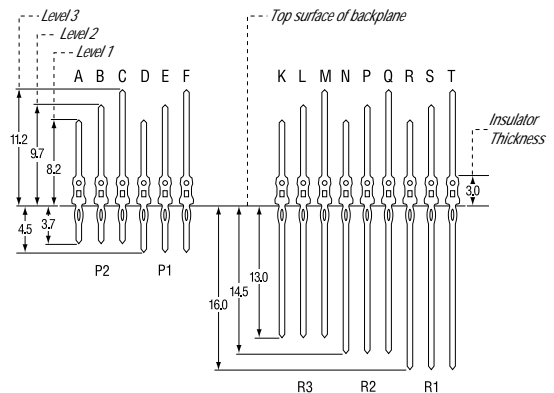 Level 3
Top surface of backplane
Level 2
Level 1
A B C D E F
K L M N P Q R S T
Insulator
Thickness
11.2
9.7
8.2
3.0
4.5
3.7
P2
P1
16.0
14.5
13.0
R3
R2
R1